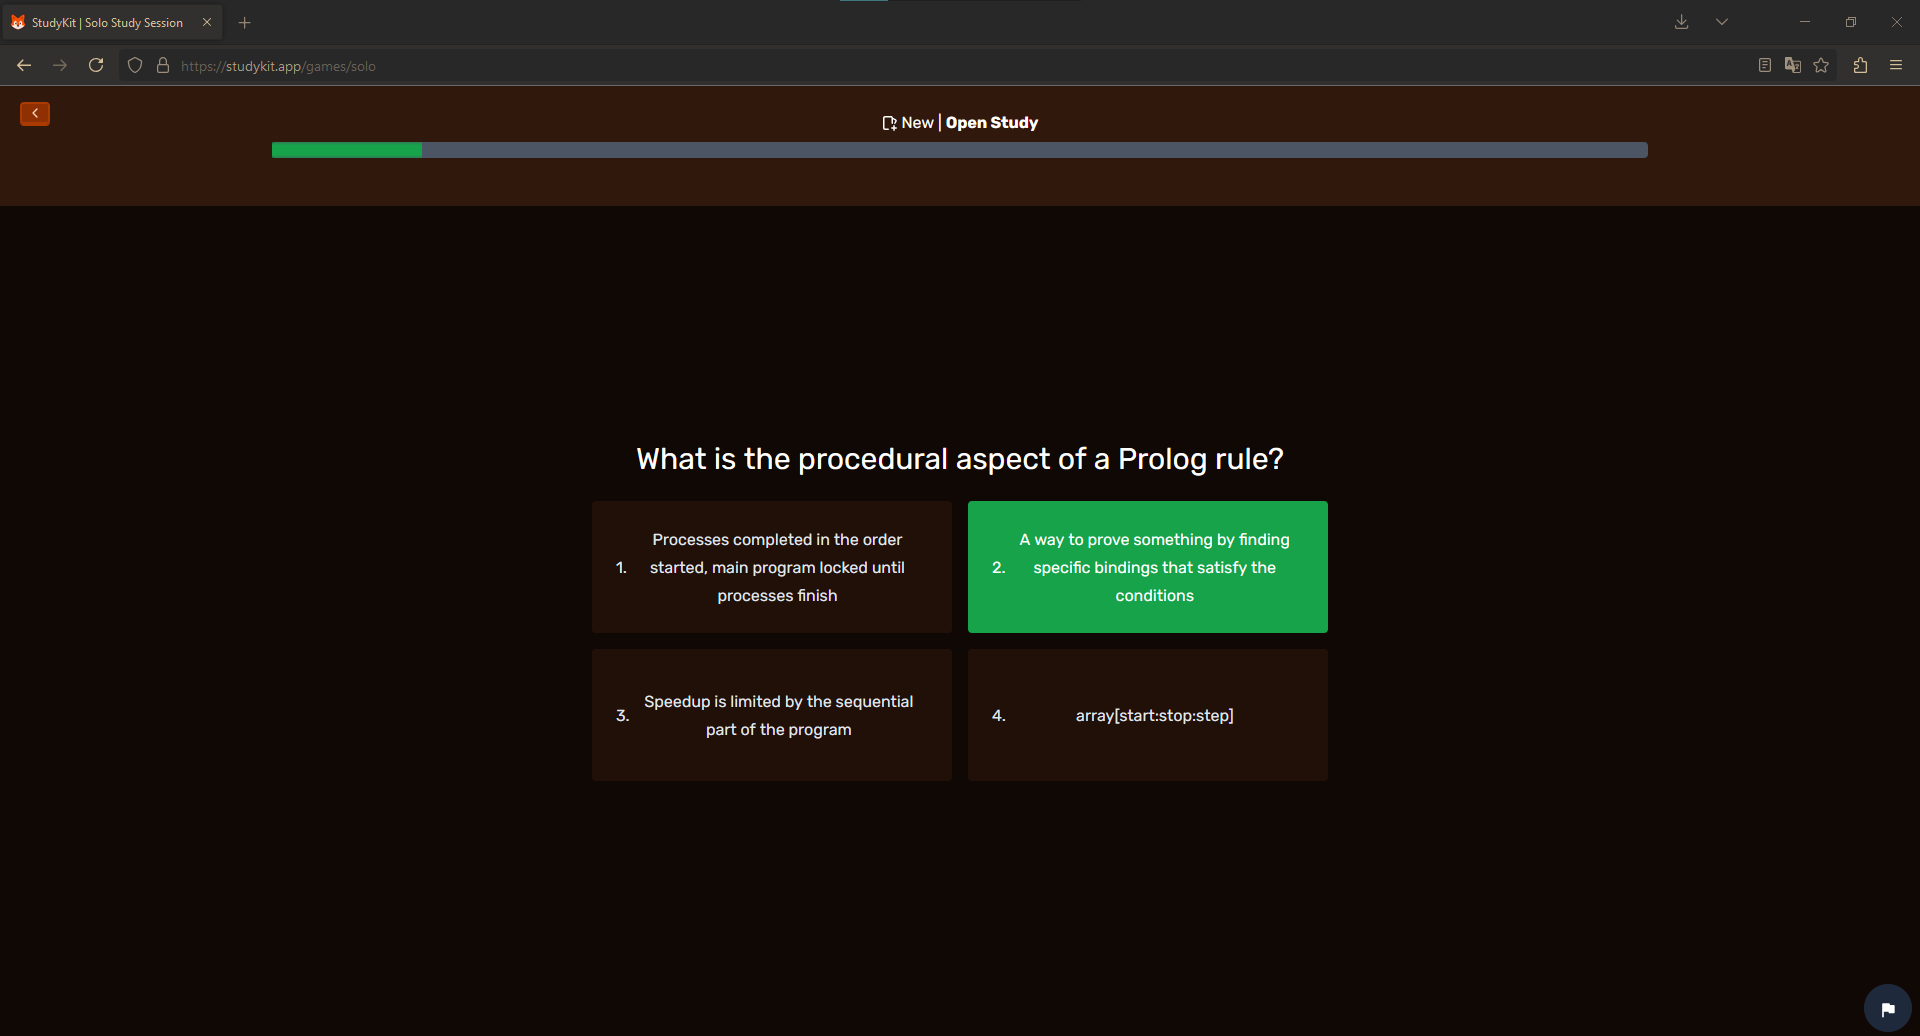 StudyKit | Solo Study Session
https://studykit.app/games/solo
New | Open Study
What is the procedural aspect of a Prolog rule?
1.
Processes completed in the order
started, main program locked until
processes finish
2.
A way to prove something by finding
specific bindings that satisfy the
conditions
3.
Speedup is limited by the sequential
part of the program
4.
array[start:stop:step]